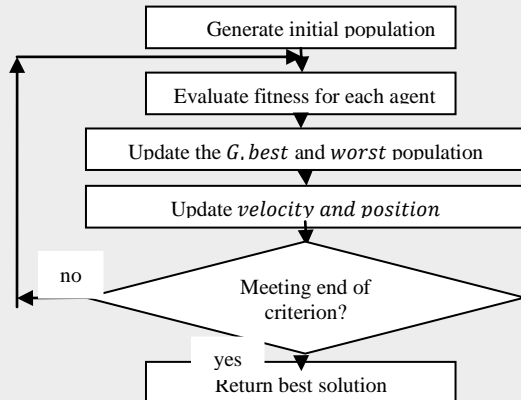 Generate initial population
Evaluate fitness for each agent
Update the G. best and worst population
Update velocity and position
no
Meeting end of
criterion?
yes
Return best solution